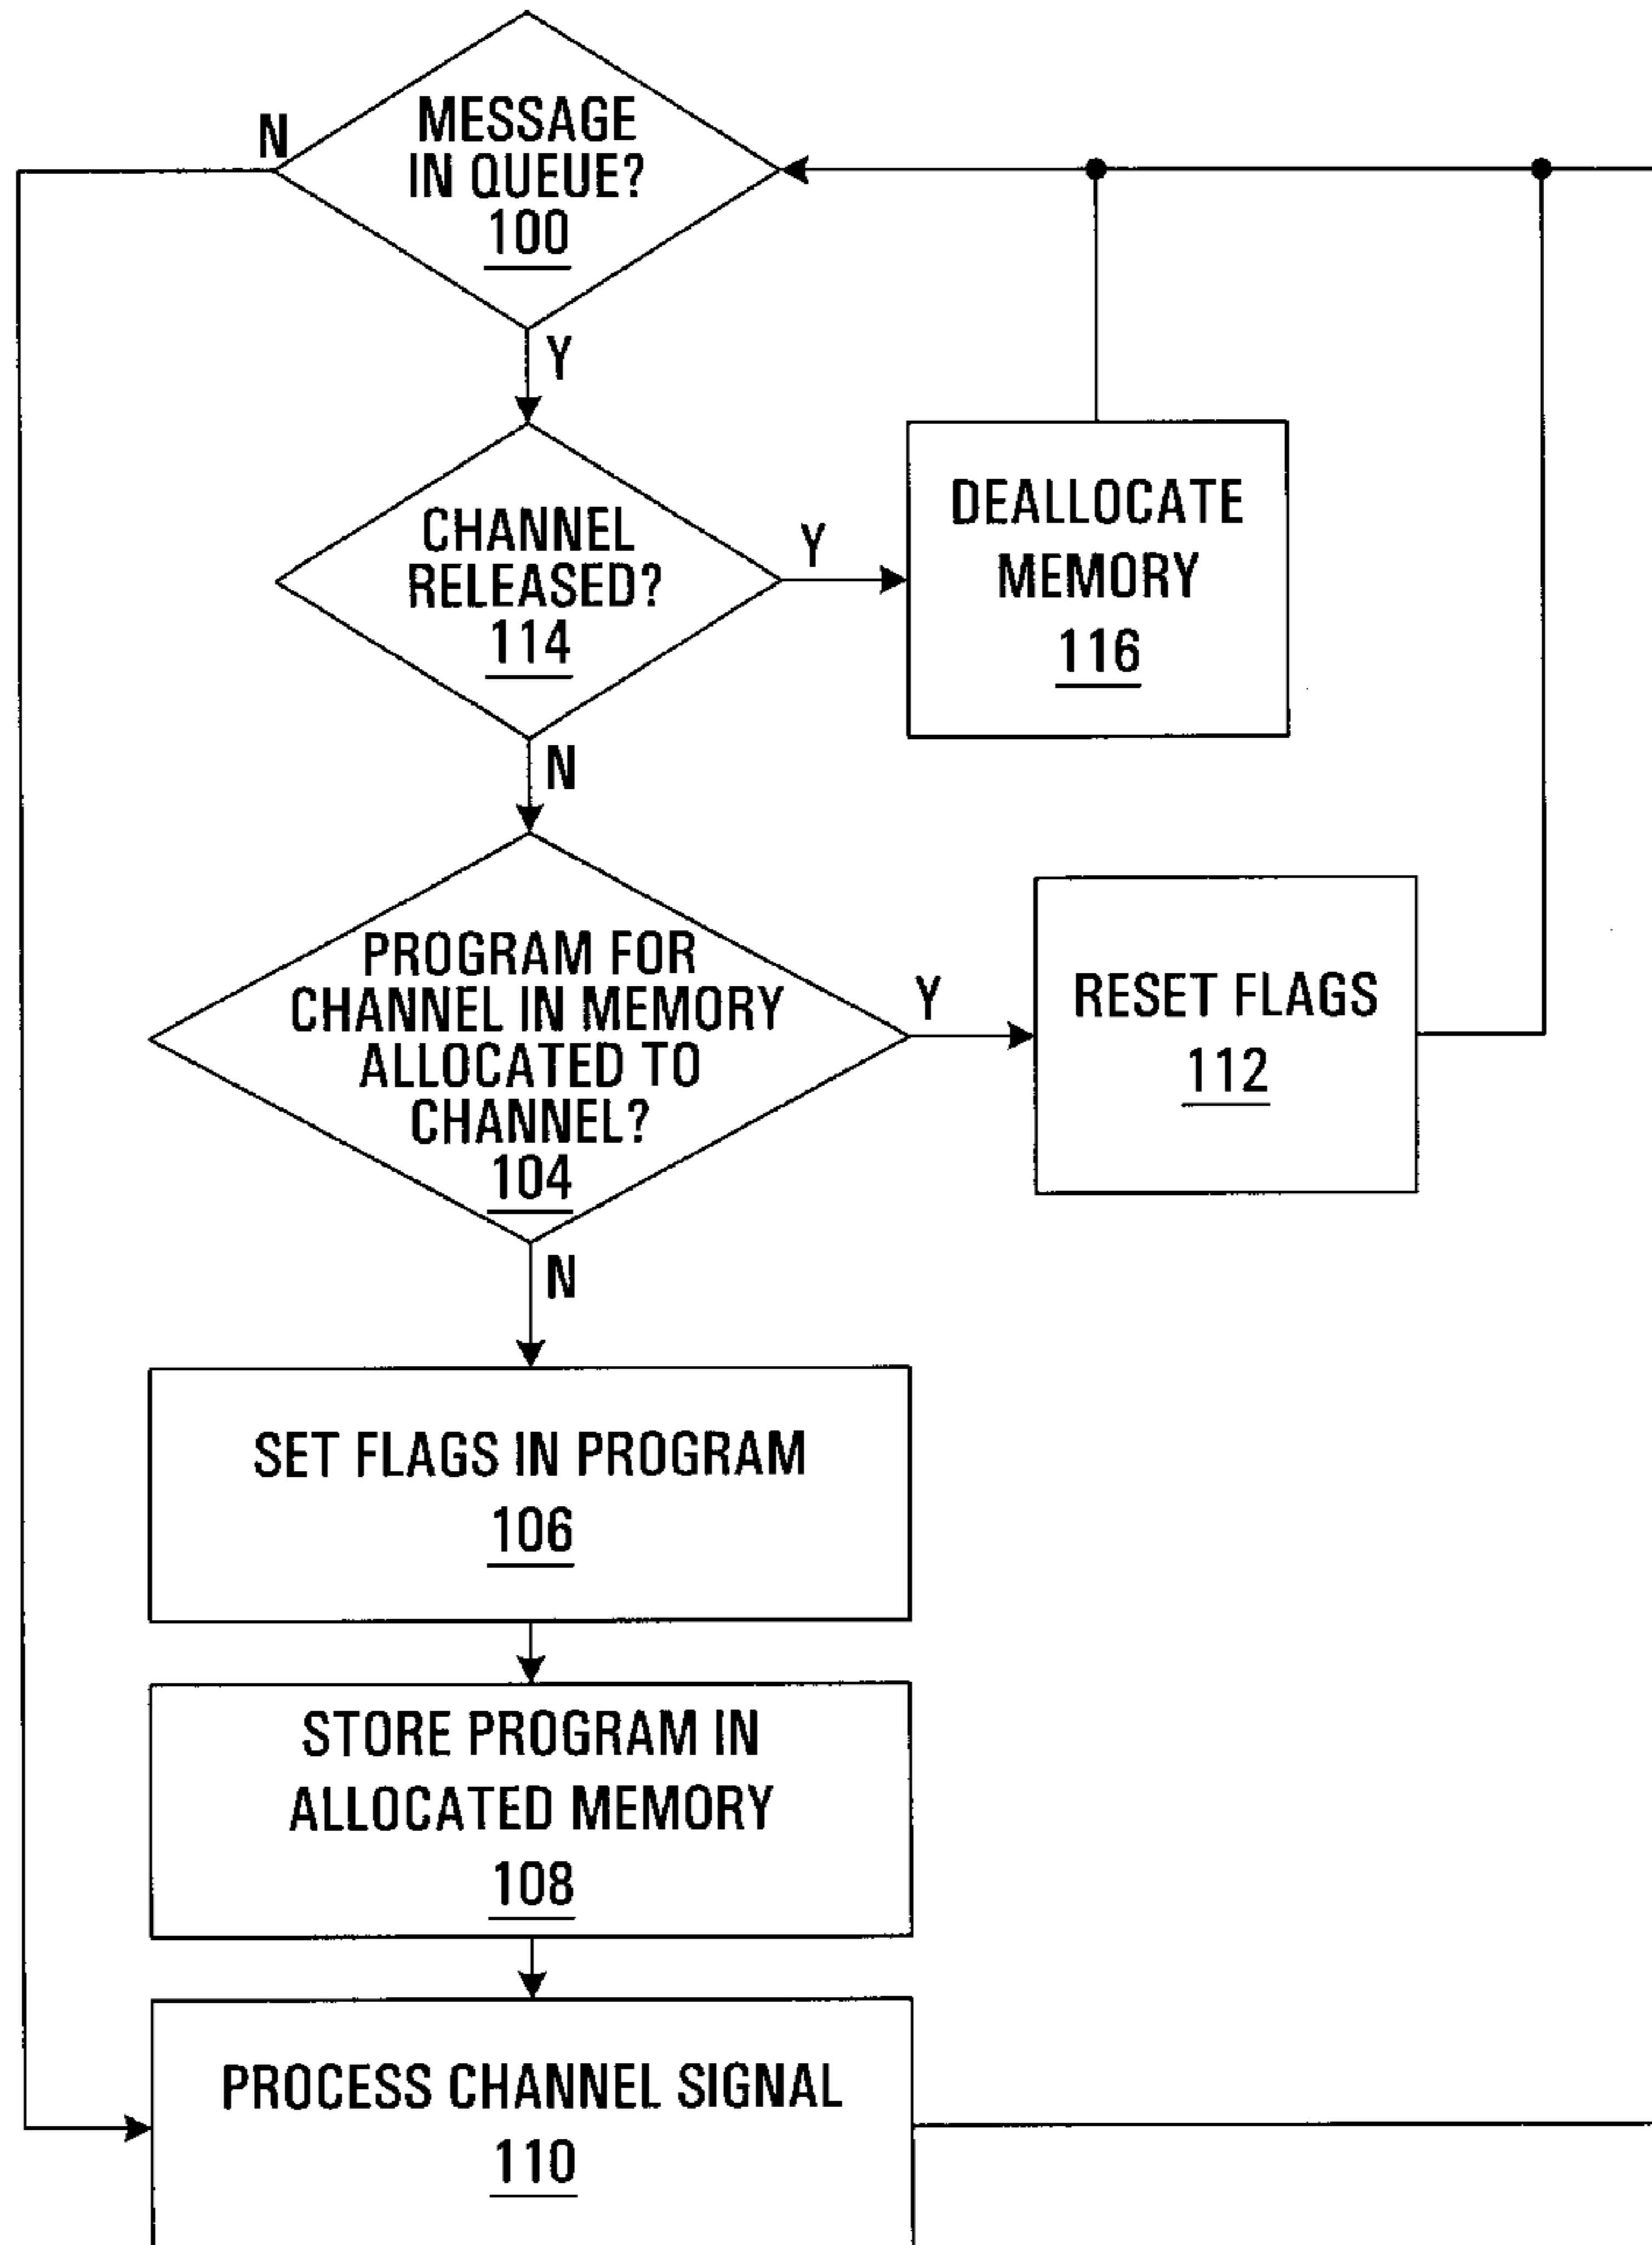 N
MESSAGE
IN QUEUE?
100
Y
CHANNEL
RELEASED?
114
Y
DEALLOCATE
MEMORY
116
N
PROGRAM FOR
CHANNEL IN MEMORY
ALLOCATED TO
CHANNEL?
104
Y
RESET FLAGS
112
N
SET FLAGS IN PROGRAM
106
STORE PROGRAM IN
ALLOCATED MEMORY
108
PROCESS CHANNEL SIGNAL
110